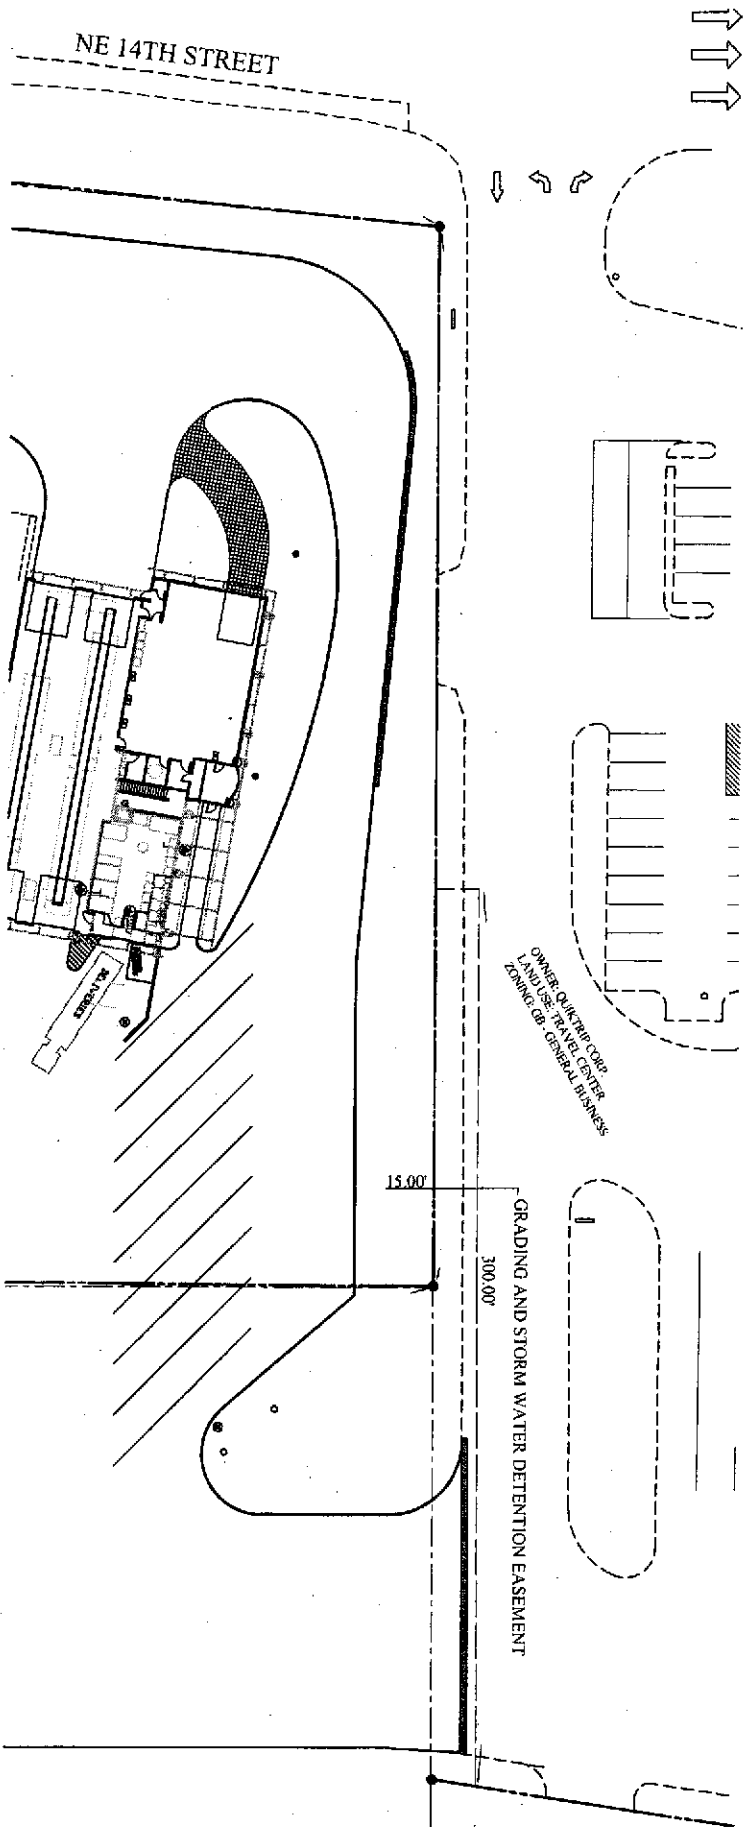 NE 14TH STREET
OWNER: QUIKTRIP CORP.
LAND USE: TRAVEL CENTER
ZONING: GB - GENERAL BUSINESS
15.00'
300.00'
GRADING AND STORM WATER DETENTION EASEMENT
DELIVERIES